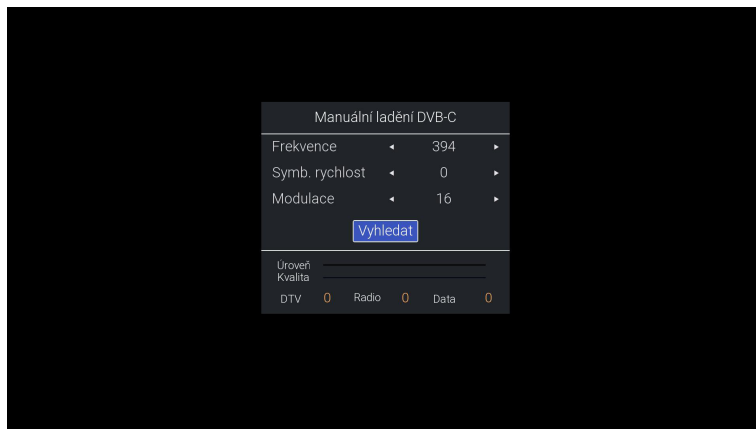 Manuální ladění DVB-C
Frekvence ◂ 394 ▸
Symb. rychlost ◂ 0 ▸
Modulace ◂ 16 ▸
Vyhledat
Úroveň
Kvalita
DTV 0 Radio 0 Data 0